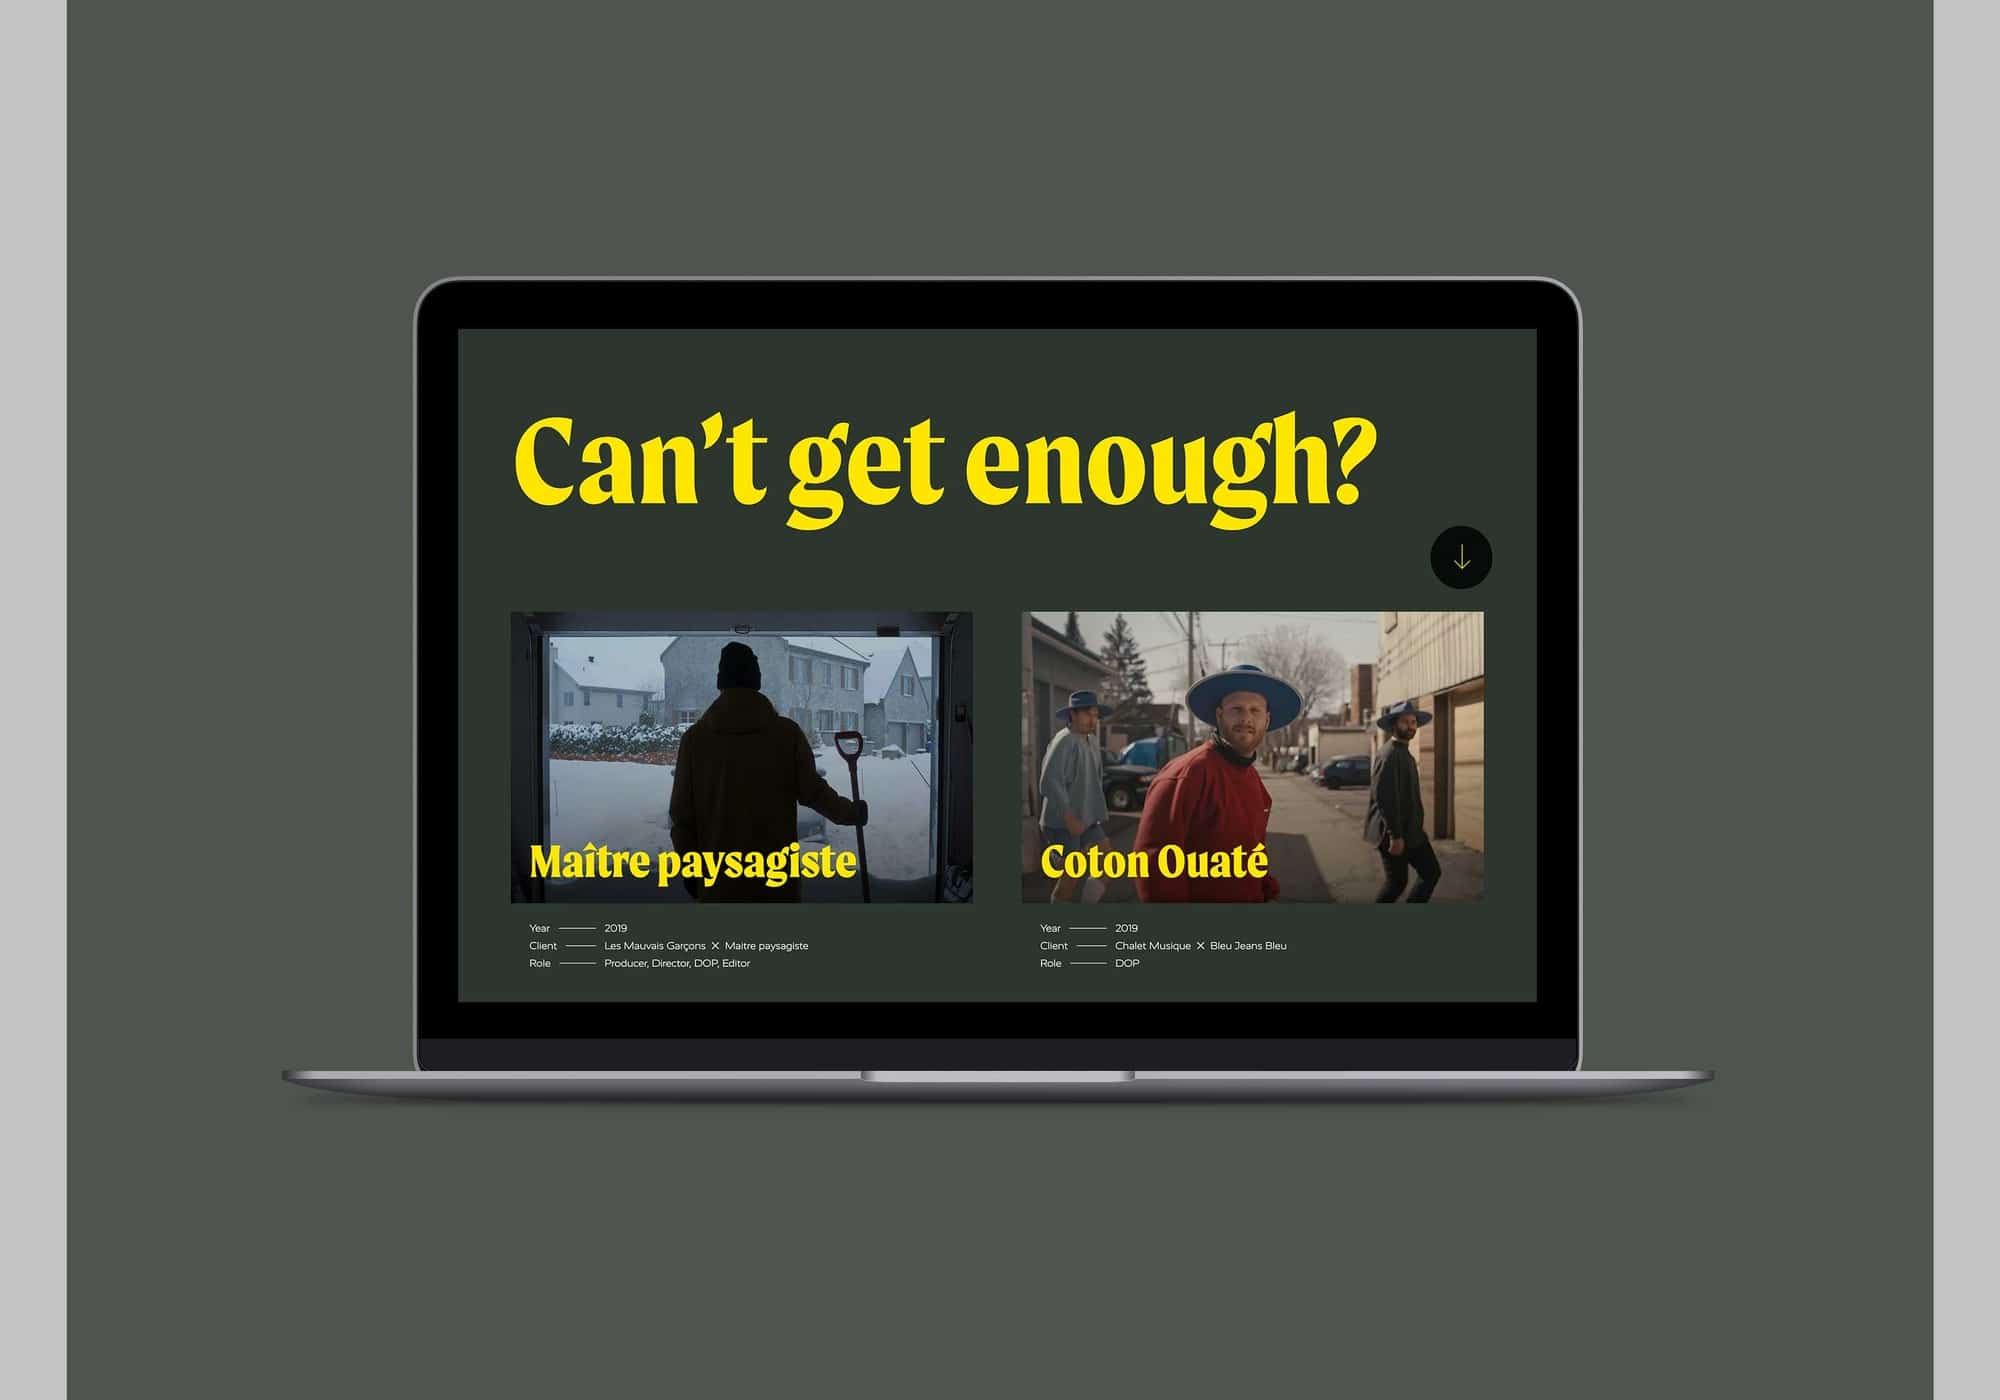 Can't get enough?
Maître paysagiste
Coton Ouaté
Year 2019
Client Les Mauvais Garçons × Maitre paysagiste
Role Producer, Director, DOP, Editor
Year 2019
Client Chalet Musique × Bleu Jeans Bleu
Role DOP